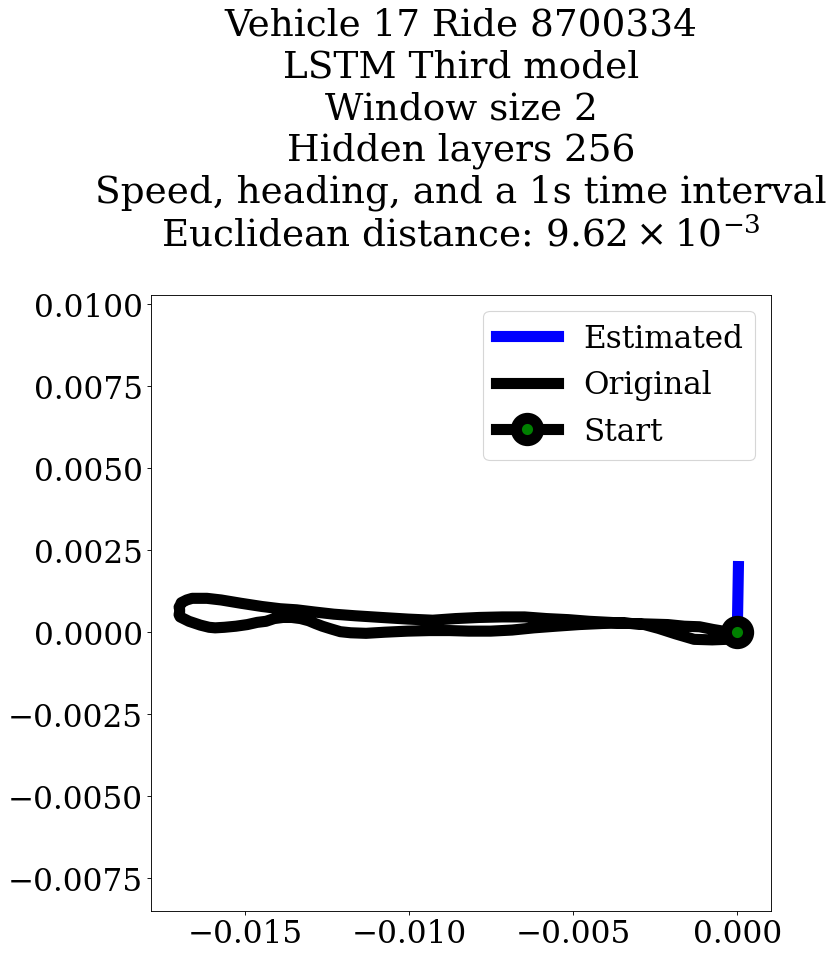 Vehicle 17 Ride 8700334
LSTM Third model
Window size 2
Hidden layers 256
Speed, heading, and a 1s time interval
Euclidean distance: 9.62 × 10⁻³
0.0100
0.0075
0.0050
0.0025
0.0000
−0.0025
−0.0050
−0.0075
Estimated
Original
Start
−0.015 −0.010 −0.005 0.000